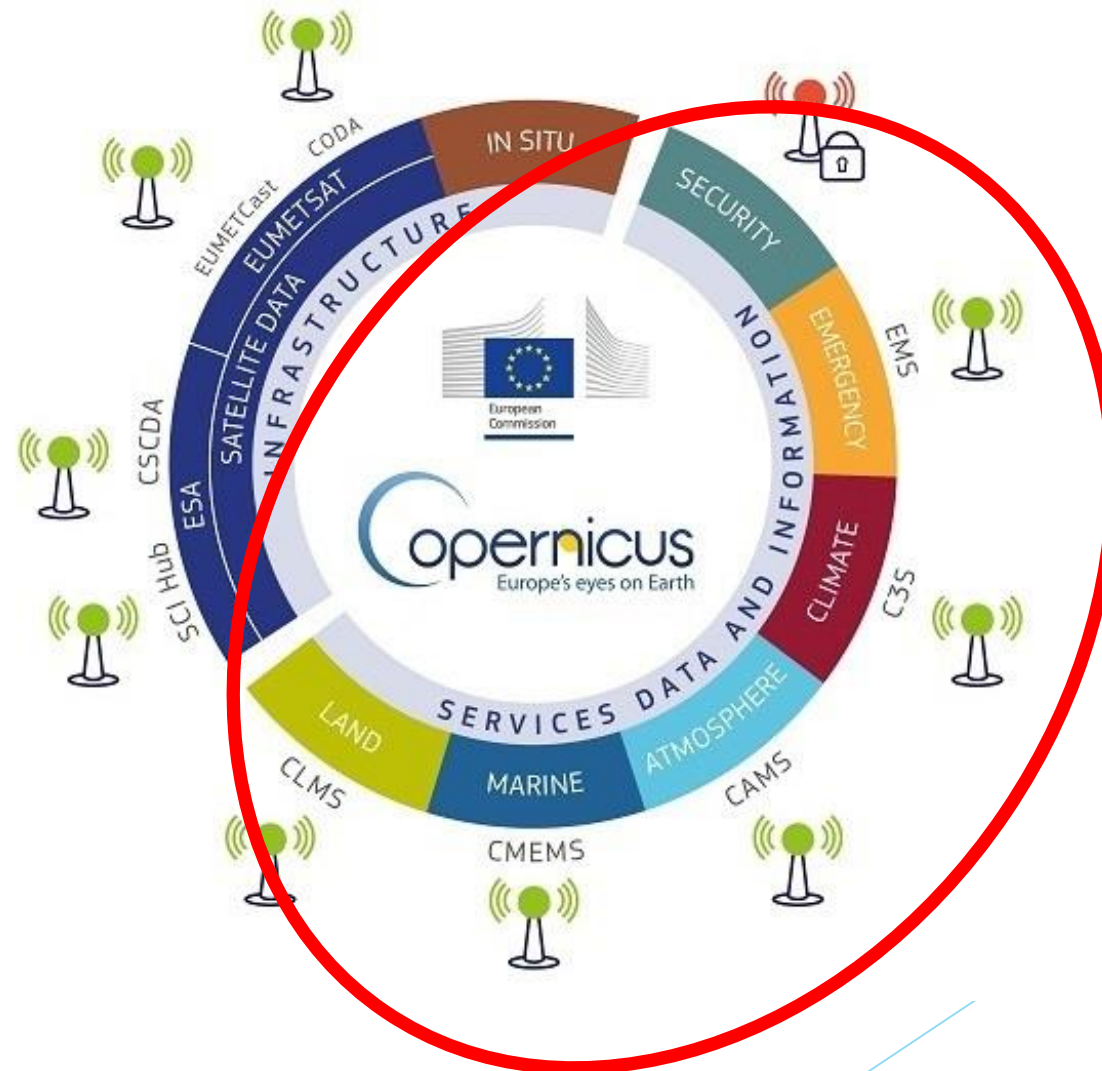 CODA
EUMETCast
EUMETSAT
IN SITU
SATELLITE DATA
INFRASTRUCTURE
CSCDA
ESA
SCI Hub
SECURITY
EMERGENCY
EMS
CLIMATE
C3S
ATMOSPHERE
CAMS
MARINE
CMEMS
LAND
CLMS
SERVICES DATA AND INFORMATION
European
Commission
Copernicus
Europe's eyes on Earth